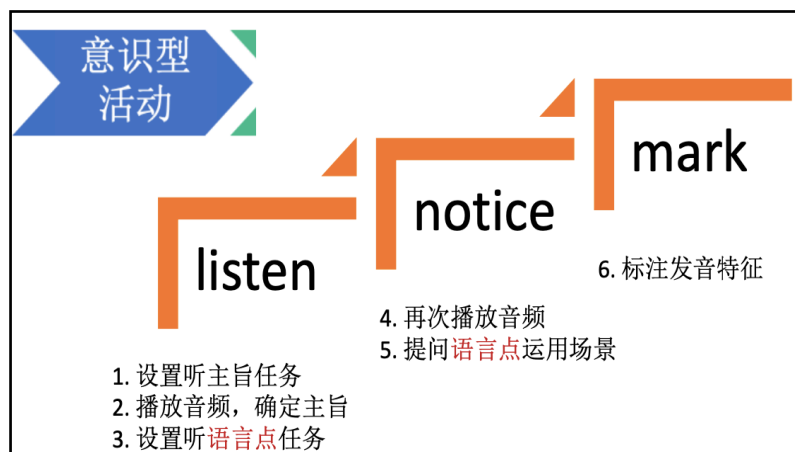 意识型
活动
listen
1. 设置听主旨任务
2. 播放音频，确定主旨
3. 设置听语言点任务
notice
4. 再次播放音频
5. 提问语言点运用场景
mark
6. 标注发音特征